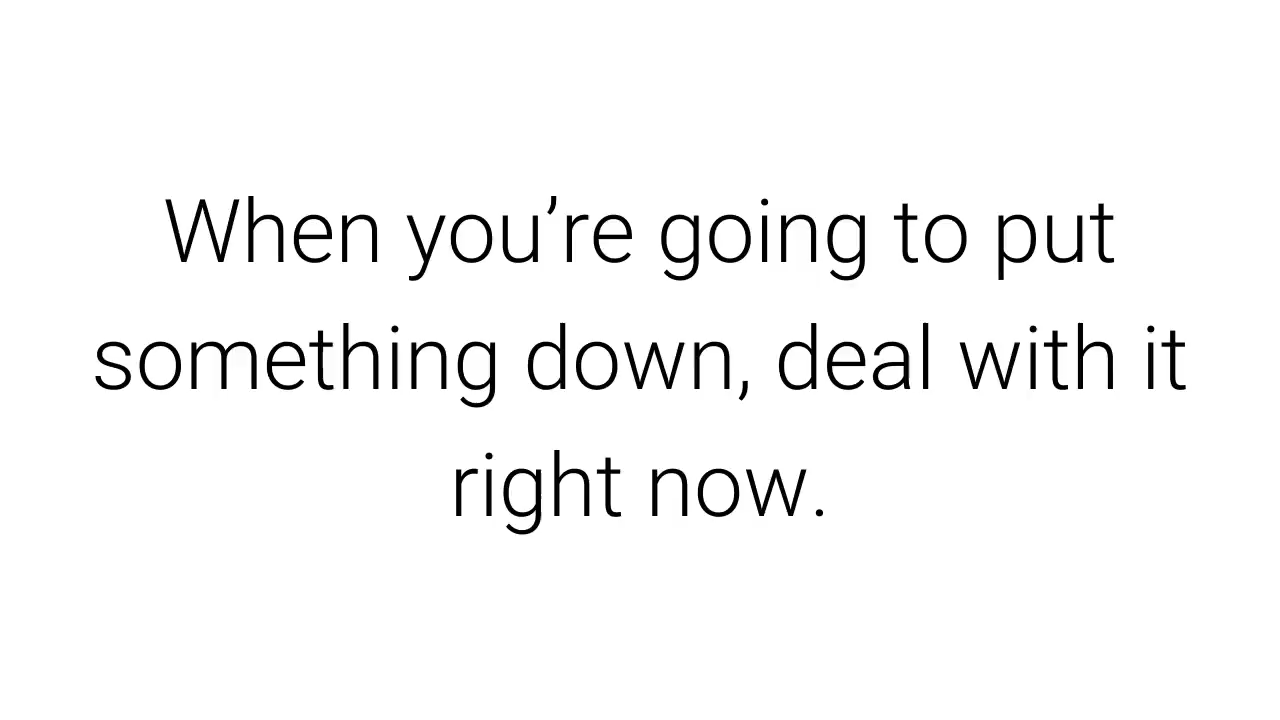 When you’re going to put
something down, deal with it
right now.